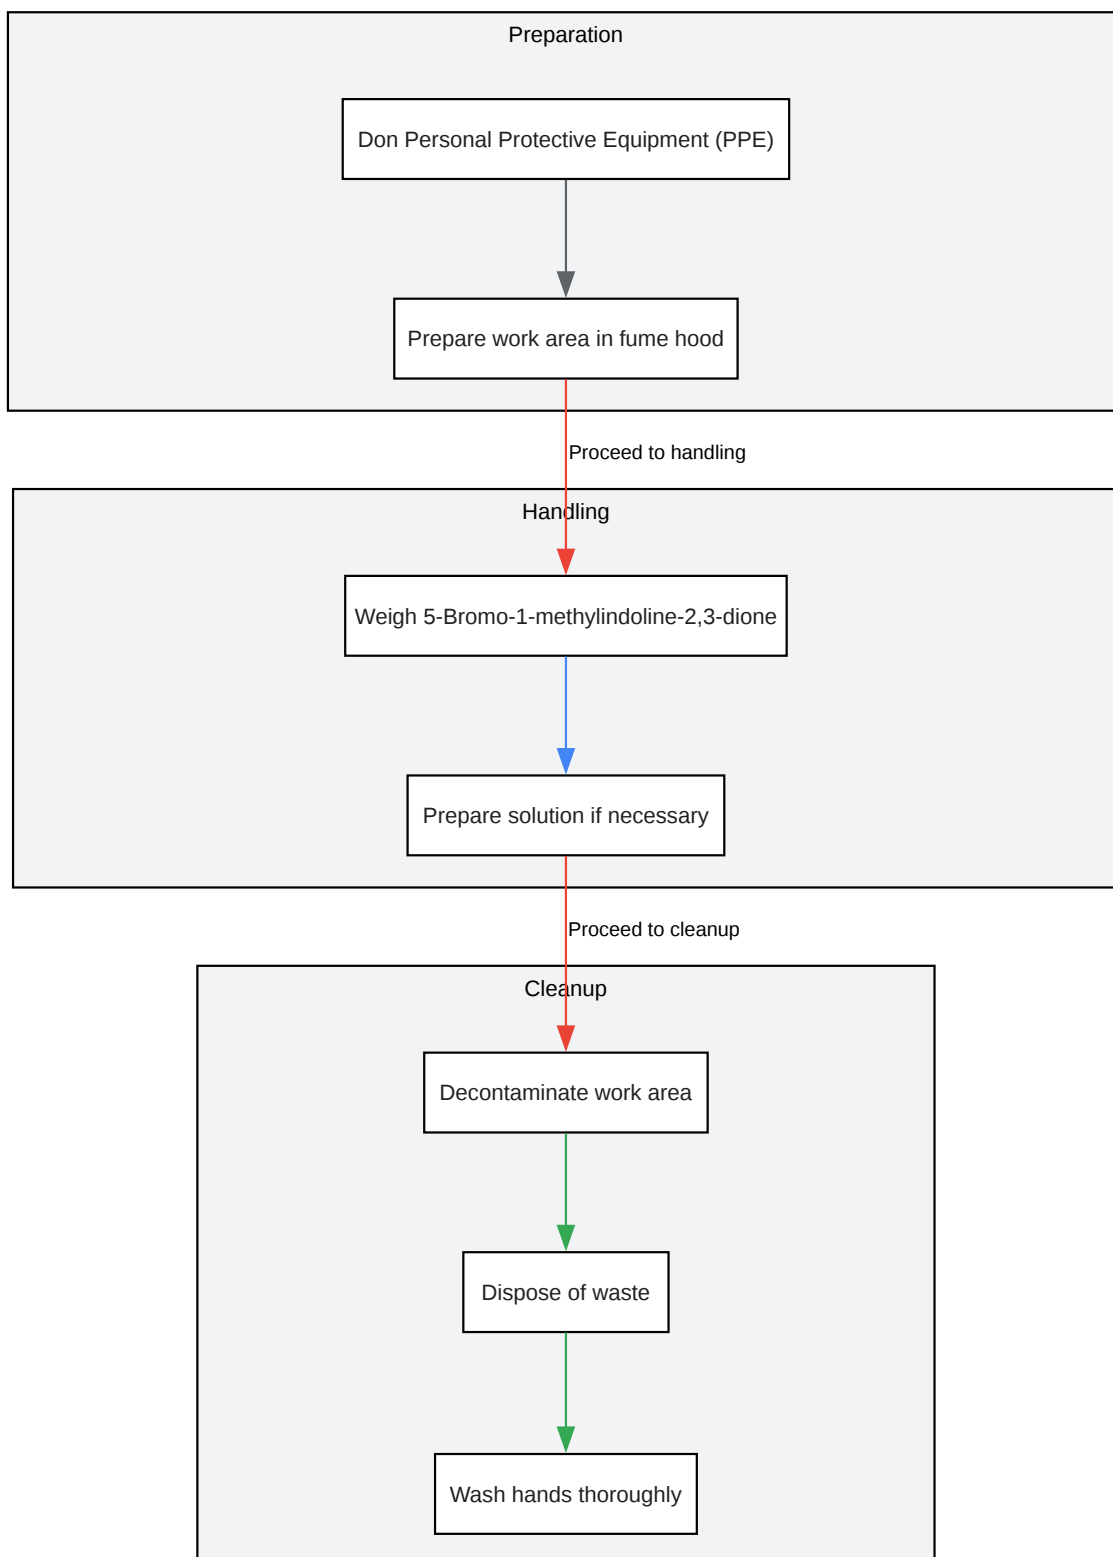 Preparation
Don Personal Protective Equipment (PPE)
Prepare work area in fume hood
Proceed to handling
Handling
Weigh 5-Bromo-1-methylindoline-2,3-dione
Prepare solution if necessary
Proceed to cleanup
Cleanup
Decontaminate work area
Dispose of waste
Wash hands thoroughly